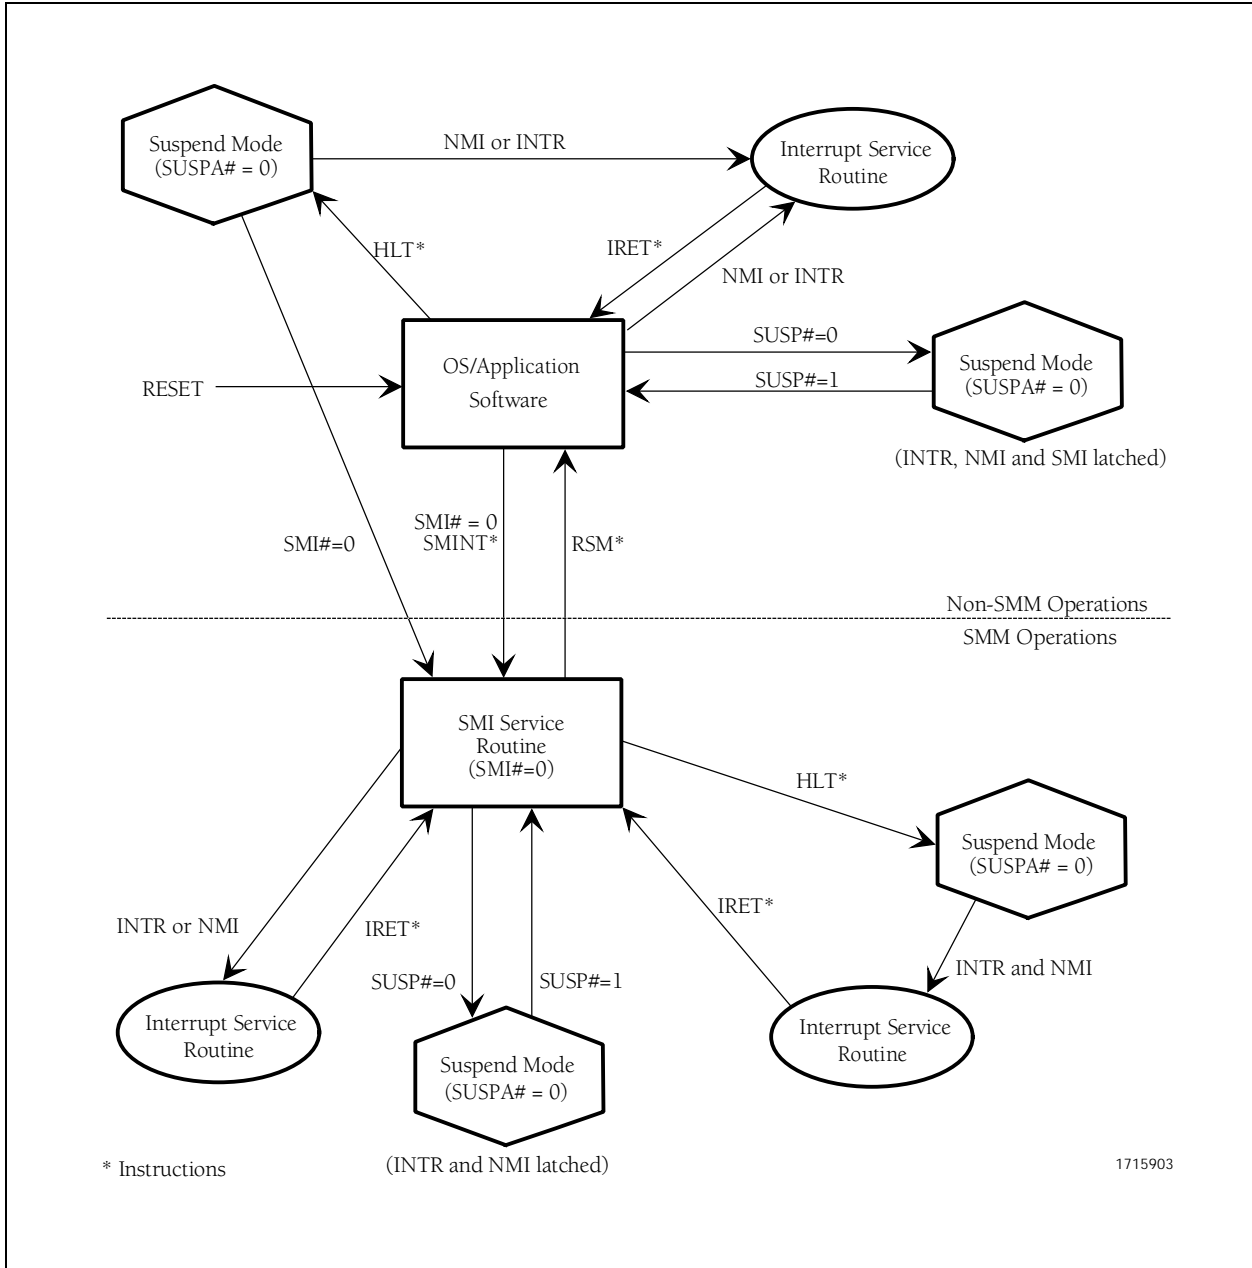 Suspend Mode
(SUSPA# = 0)
NMI or INTR
Interrupt Service
Routine
HLT*
IRET*
NMI or INTR
OS/Application
Software
RESET
SUSP#=0
SUSP#=1
Suspend Mode
(SUSPA# = 0)
(INTR, NMI and SMI latched)
SMI#=0
SMI# = 0
SMINT*
RSM*
Non-SMM Operations
SMM Operations
SMI Service
Routine
(SMI#=0)
HLT*
Suspend Mode
(SUSPA# = 0)
INTR or NMI
IRET*
SUSP#=0
SUSP#=1
IRET*
INTR and NMI
Interrupt Service
Routine
Suspend Mode
(SUSPA# = 0)
Interrupt Service
Routine
* Instructions
(INTR and NMI latched)
1715903